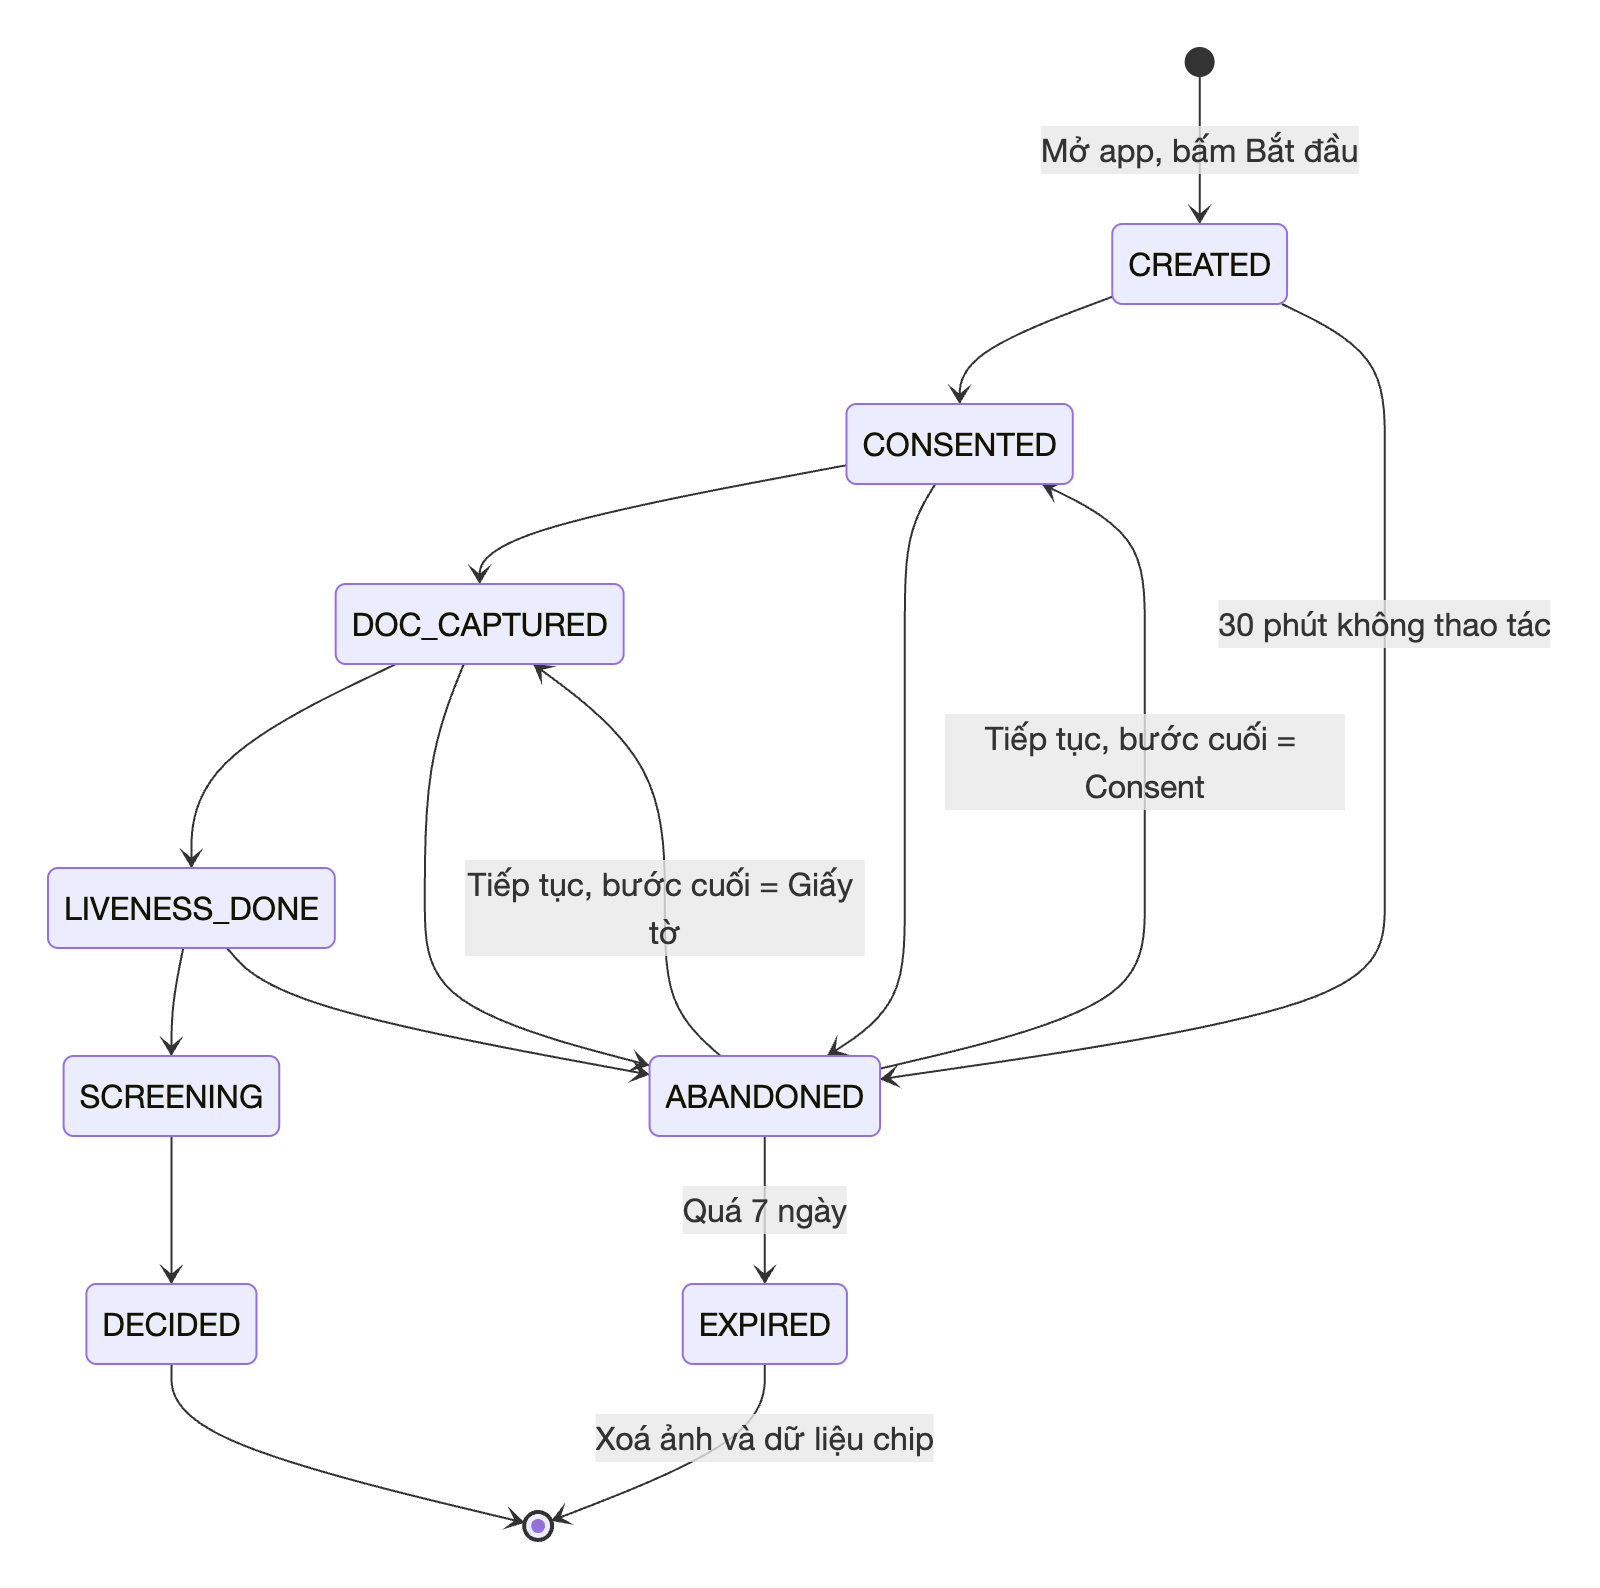 Mở app, bấm Bắt đầu
CREATED
CONSENTED
DOC_CAPTURED
30 phút không thao tác
Tiếp tục, bước cuối =
Consent
Tiếp tục, bước cuối = Giấy
tờ
LIVENESS_DONE
SCREENING
ABANDONED
Quá 7 ngày
DECIDED
EXPIRED
Xoá ảnh và dữ liệu chip